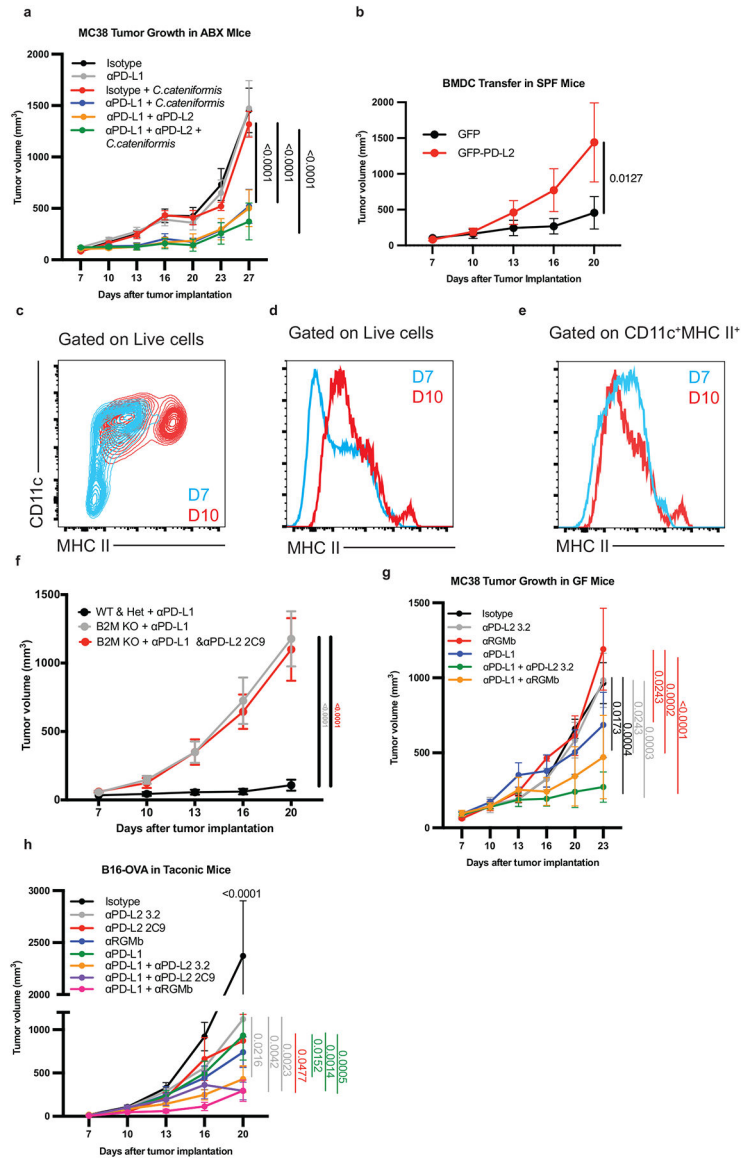 a
MC38 Tumor Growth in ABX MIce
Tumor volume (mm3)
2000
1500
1000
500
0
Isotype
αPD-L1
Isotype + C.cateniformis
αPD-L1 + C.cateniformis
αPD-L1 + αPD-L2
αPD-L1 + αPD-L2 +
C.cateniformis
<0.0001
<0.0001
<0.0001
7 10 13 16 20 23 27
Days after tumor implantation
b
BMDC Transfer in SPF Mice
Tumor volume (mm3)
2000
1500
1000
500
0
GFP
GFP-PD-L2
0.0127
7 10 13 16 20
Days after Tumor Implantation
c
Gated on Live cells
CD11c
D7
D10
MHC II
d
Gated on Live cells
D7
D10
MHC II
e
Gated on CD11c+MHC II+
D7
D10
MHC II
f
Tumor volume (mm3)
1500
1000
500
0
WT & Het + αPD-L1
B2M KO + αPD-L1
B2M KO + αPD-L1 &αPD-L2 2C9
<0.0001
<0.0001
7 10 13 16 20
Days after tumor implantation
g
MC38 Tumor Growth in GF Mice
Tumor volume (mm3)
1500
1000
500
0
Isotype
αPD-L2 3.2
αRGMb
αPD-L1
αPD-L1 + αPD-L2 3.2
αPD-L1 + αRGMb
0.0173
0.0004
0.0243
0.0003
0.0243
0.0002
<0.0001
7 10 13 16 20 23
Days after tumor implantation
h
B16-OVA in Taconic Mice
Tumor volume (mm3)
3000
2500
2000
1000
500
0
Isotype
αPD-L2 3.2
αPD-L2 2C9
αRGMb
αPD-L1
αPD-L1 + αPD-L2 3.2
αPD-L1 + αPD-L2 2C9
αPD-L1 + αRGMb
<0.0001
0.0216
0.0042
0.0023
0.0477
0.0152
0.0014
0.0005
7 10 13 16 20
Days after tumor implantation